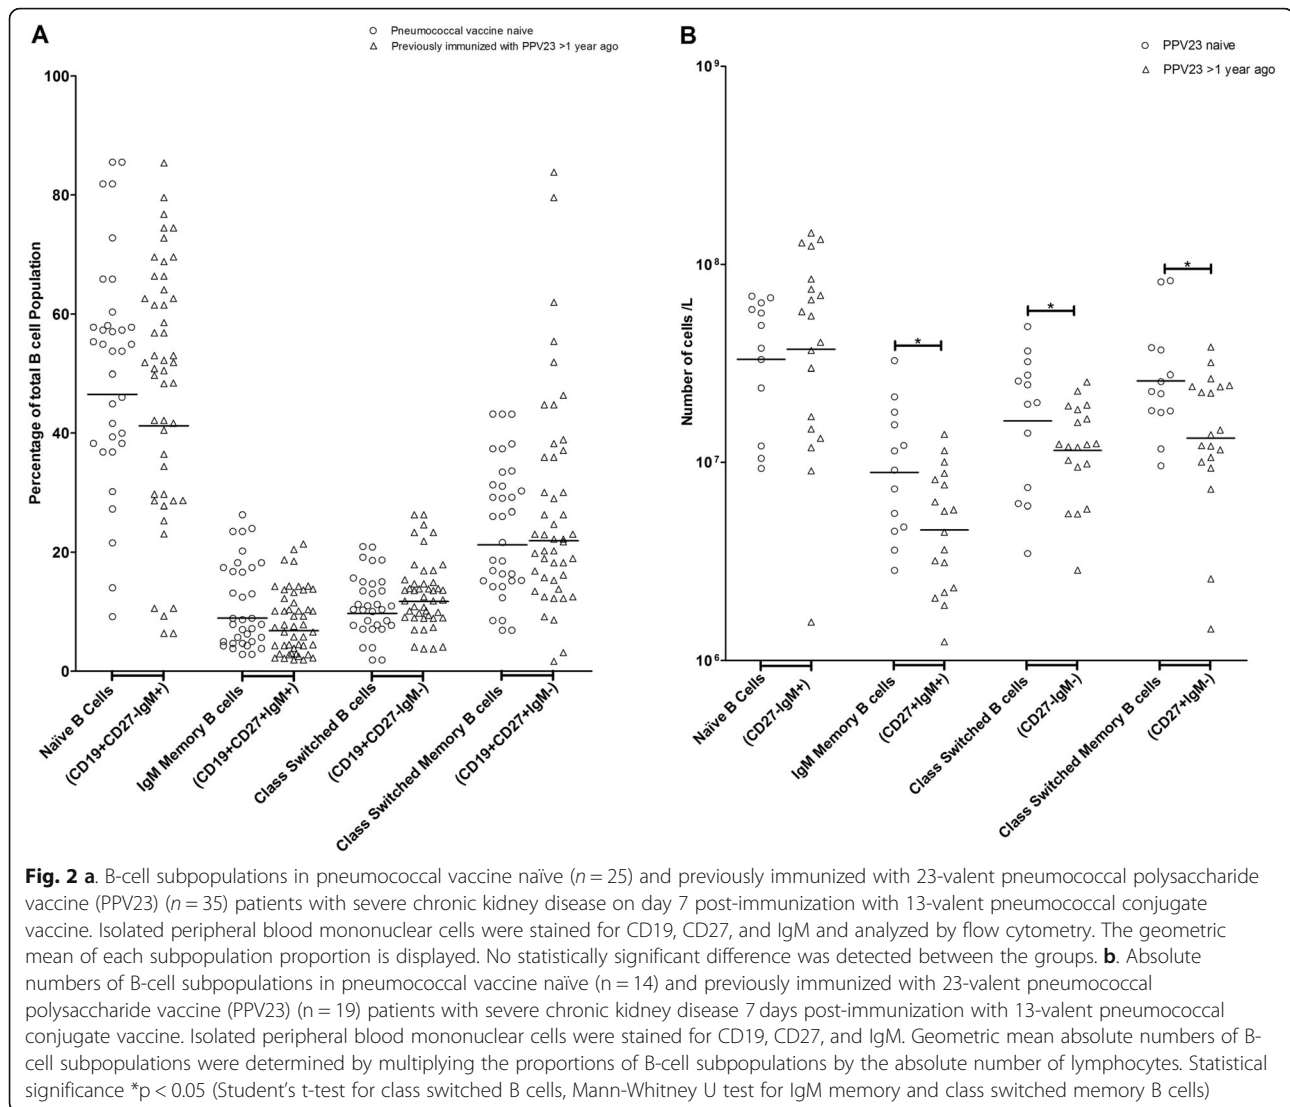 A
○ Pneumococcal vaccine naive
△ Previously immunized with PPV23 >1 year ago
Percentage of total B cell Population
100
80
60
40
20
0
Naïve B Cells
(CD19+CD27-IgM+)
IgM Memory B cells
(CD19+CD27+IgM+)
Class Switched B cells
(CD19+CD27-IgM-)
Class Switched Memory B cells
(CD19+CD27+IgM-)
B
○ PPV23 naive
△ PPV23 >1 year ago
Number of cells /L
10⁹
10⁸
10⁷
10⁶
*
*
*
Naïve B Cells
(CD27-IgM+)
IgM Memory B cells
(CD27+IgM+)
Class Switched B cells
(CD27-IgM-)
Class Switched Memory B cells
(CD27+IgM-)
Fig. 2 a. B-cell subpopulations in pneumococcal vaccine naïve (n = 25) and previously immunized with 23-valent pneumococcal polysaccharide
vaccine (PPV23) (n = 35) patients with severe chronic kidney disease on day 7 post-immunization with 13-valent pneumococcal conjugate
vaccine. Isolated peripheral blood mononuclear cells were stained for CD19, CD27, and IgM and analyzed by flow cytometry. The geometric
mean of each subpopulation proportion is displayed. No statistically significant difference was detected between the groups. b. Absolute
numbers of B-cell subpopulations in pneumococcal vaccine naïve (n = 14) and previously immunized with 23-valent pneumococcal
polysaccharide vaccine (PPV23) (n = 19) patients with severe chronic kidney disease 7 days post-immunization with 13-valent pneumococcal
conjugate vaccine. Isolated peripheral blood mononuclear cells were stained for CD19, CD27, and IgM. Geometric mean absolute numbers of B-
cell subpopulations were determined by multiplying the proportions of B-cell subpopulations by the absolute number of lymphocytes. Statistical
significance *p < 0.05 (Student's t-test for class switched B cells, Mann-Whitney U test for IgM memory and class switched memory B cells)